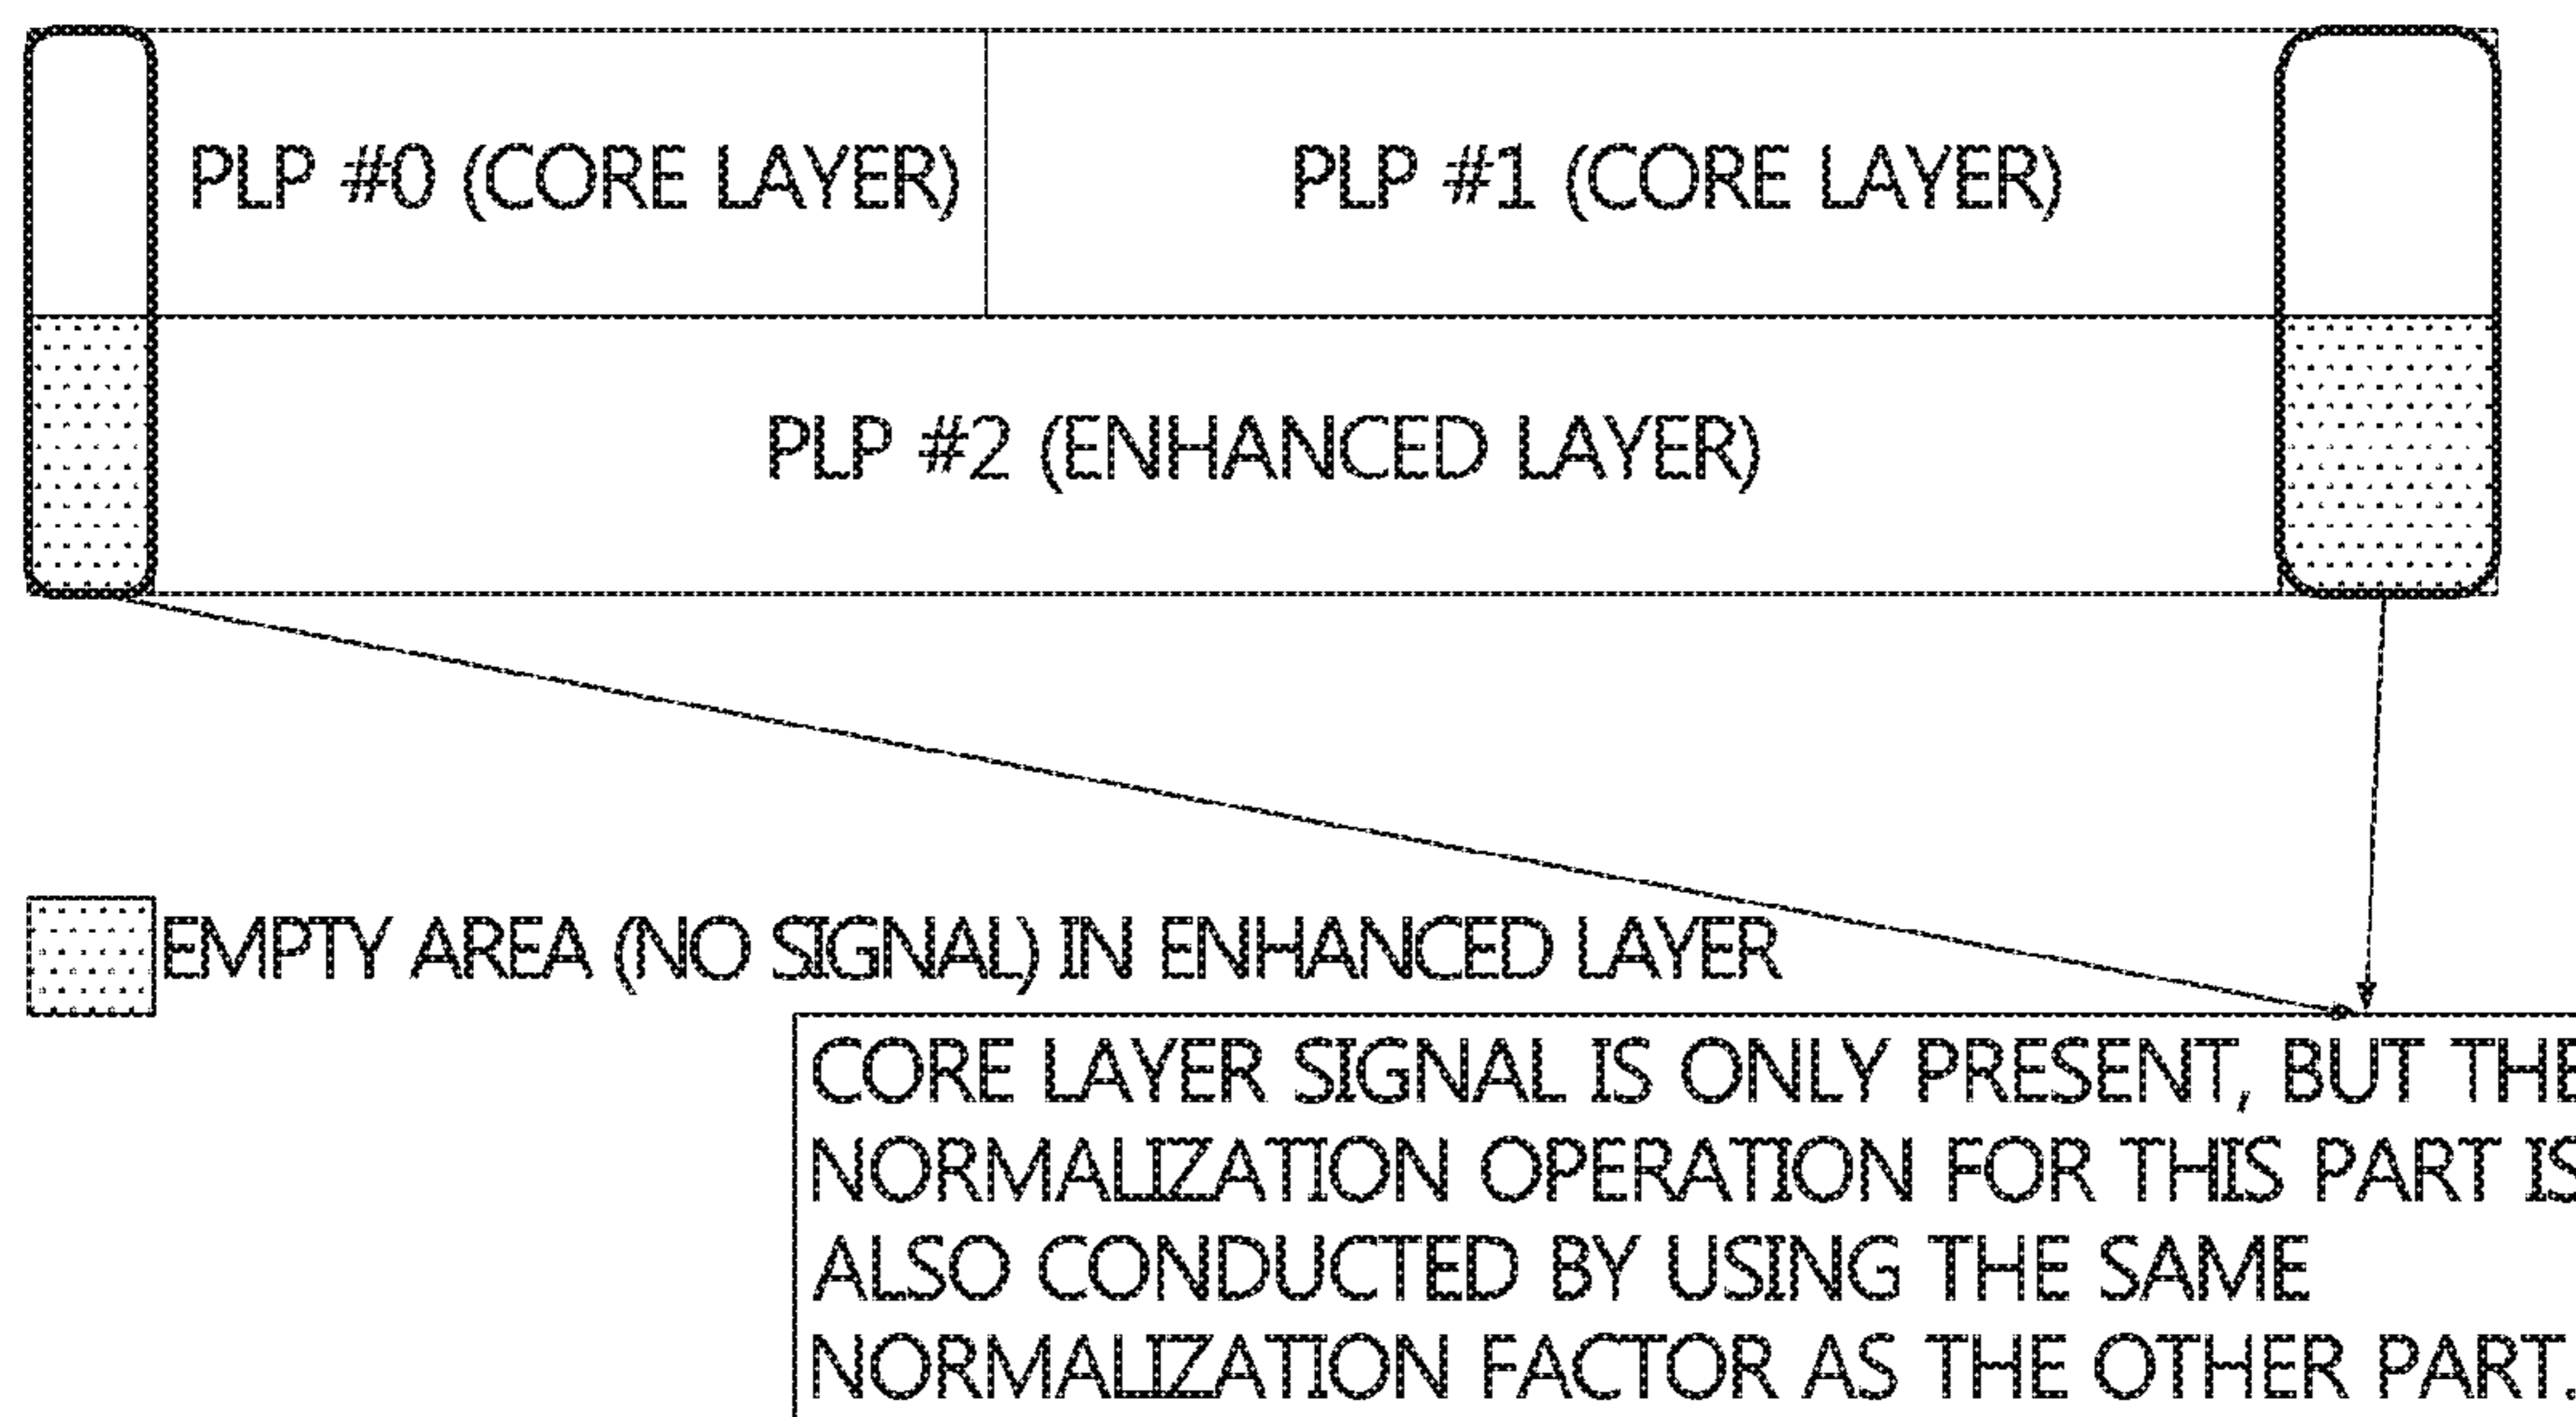 PLP #0 (CORE LAYER)
PLP #1 (CORE LAYER)
PLP #2 (ENHANCED LAYER)
EMPTY AREA (NO SIGNAL) IN ENHANCED LAYER
CORE LAYER SIGNAL IS ONLY PRESENT, BUT THE
NORMALIZATION OPERATION FOR THIS PART IS
ALSO CONDUCTED BY USING THE SAME
NORMALIZATION FACTOR AS THE OTHER PART.